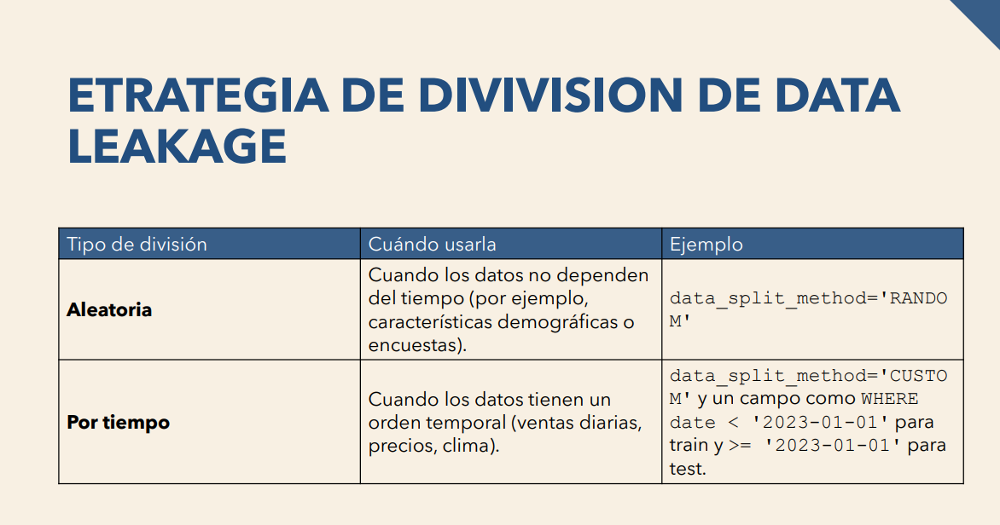 ETRATEGIA DE DIVIVISION DE DATA
LEAKAGE
Tipo de división
Cuándo usarla
Ejemplo
Aleatoria
Cuando los datos no dependen
del tiempo (por ejemplo,
características demográficas o
encuestas).
data_split_method='RANDO
M'
Por tiempo
Cuando los datos tienen un
orden temporal (ventas diarias,
precios, clima).
data_split_method='CUSTO
M' y un campo como WHERE
date < '2023-01-01' para
train y >= '2023-01-01' para
test.